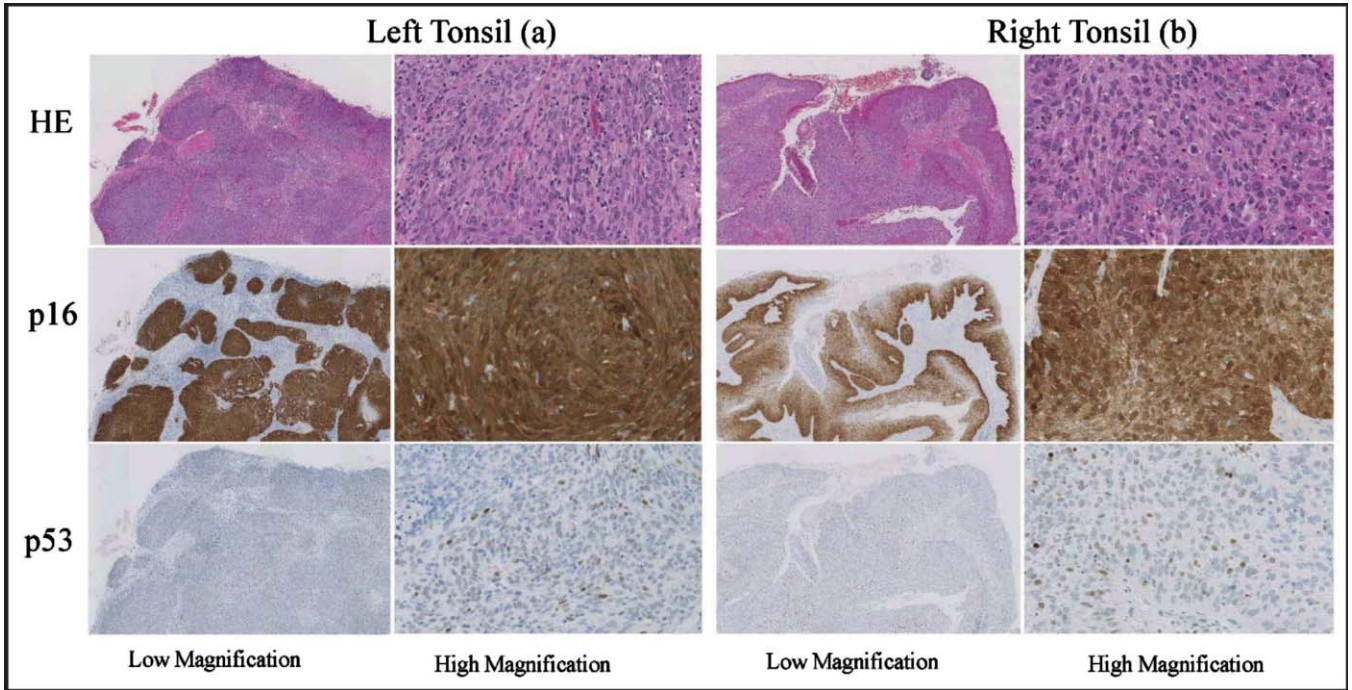 Left Tonsil (a)
Right Tonsil (b)
HE
p16
p53
Low Magnification
High Magnification
Low Magnification
High Magnification